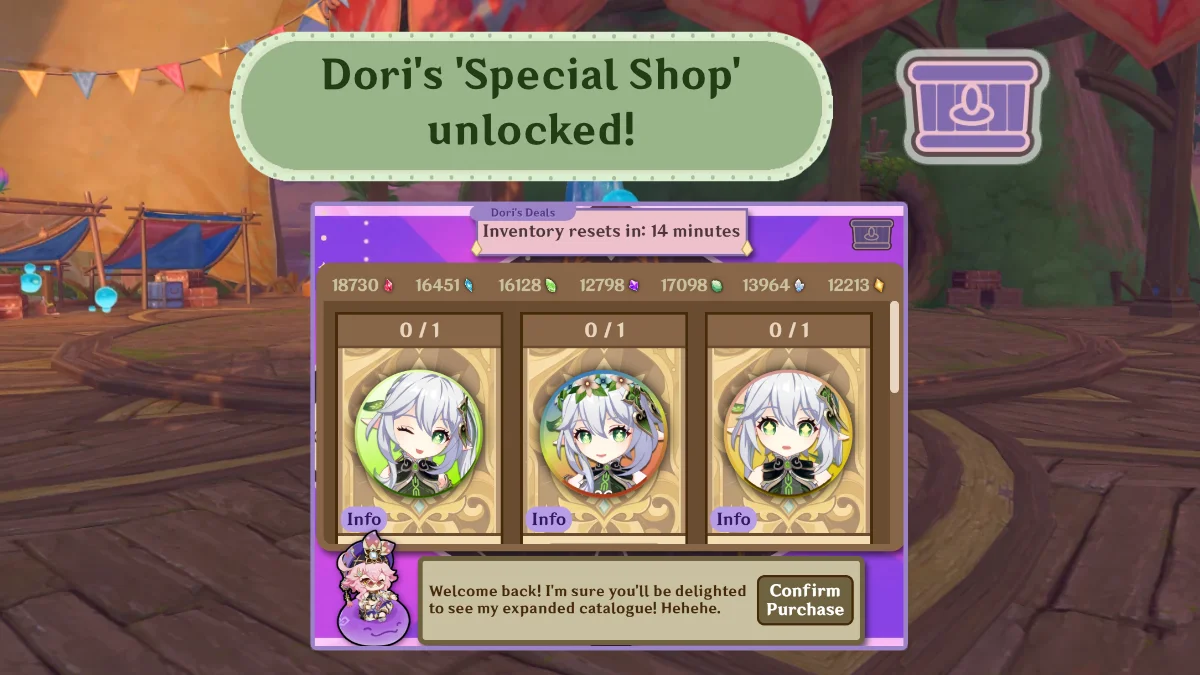 Dori's 'Special Shop'
unlocked!
Dori's Deals
Inventory resets in: 14 minutes
18730 16451 16128 12798 17098 13964 12213
0 / 1 0 / 1 0 / 1
Info Info Info
Welcome back! I'm sure you'll be delighted
to see my expanded catalogue! Hehehe.
Confirm
Purchase